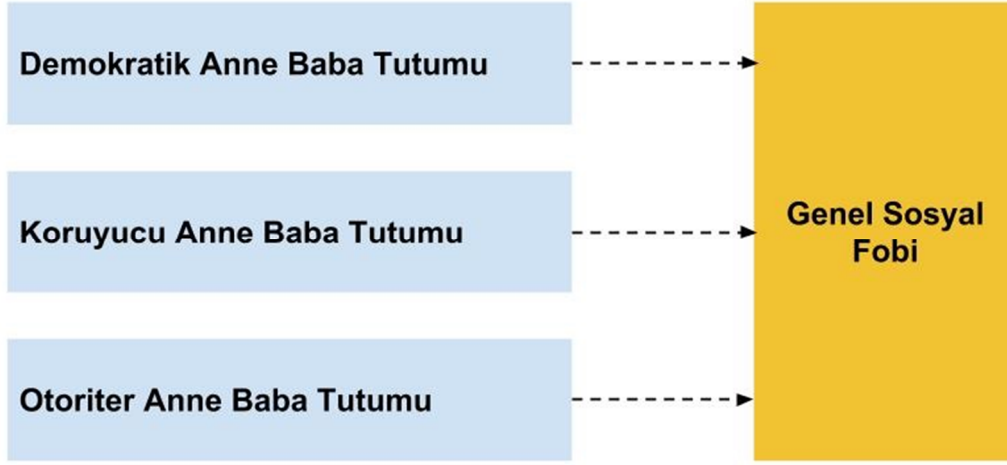 Demokratik Anne Baba Tutumu
Koruyucu Anne Baba Tutumu
Otoriter Anne Baba Tutumu
Genel Sosyal
Fobi